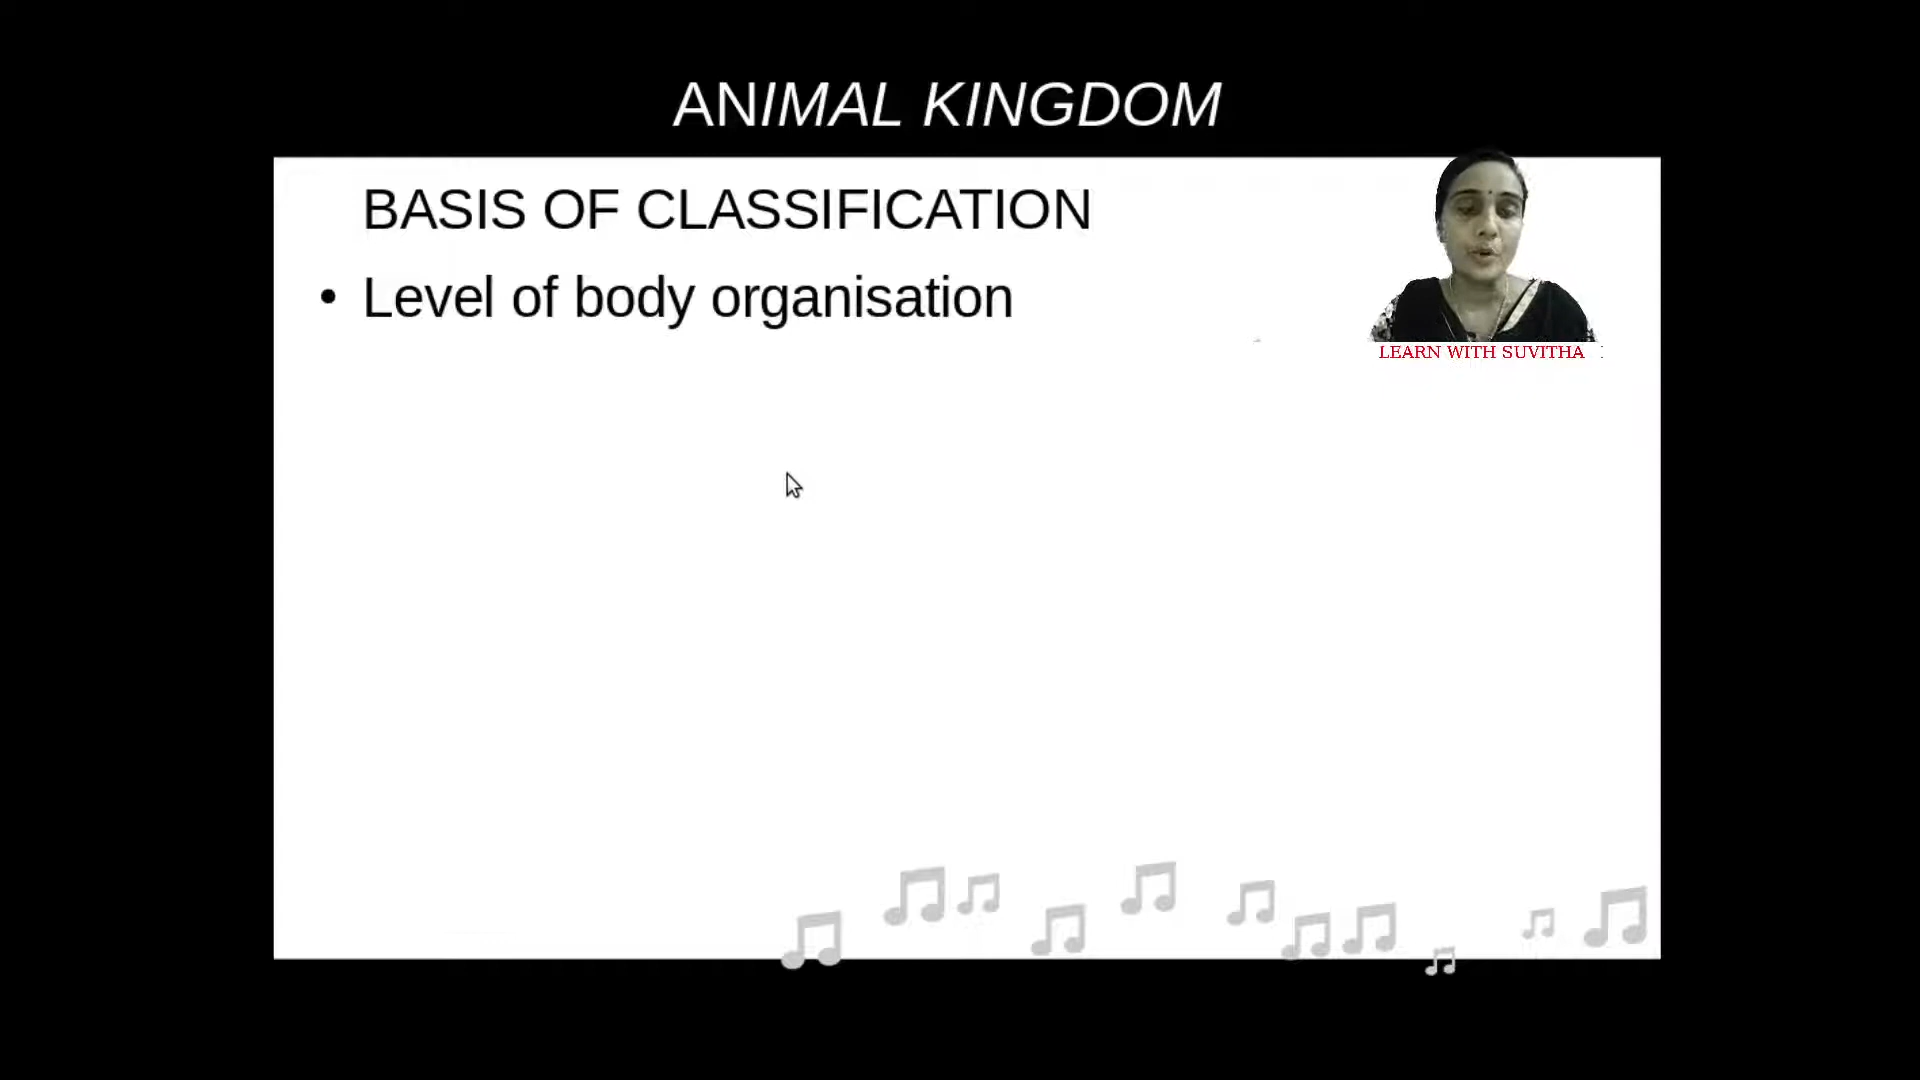 ANIMAL KINGDOM
BASIS OF CLASSIFICATION
• Level of body organisation
LEARN WITH SUVITHA